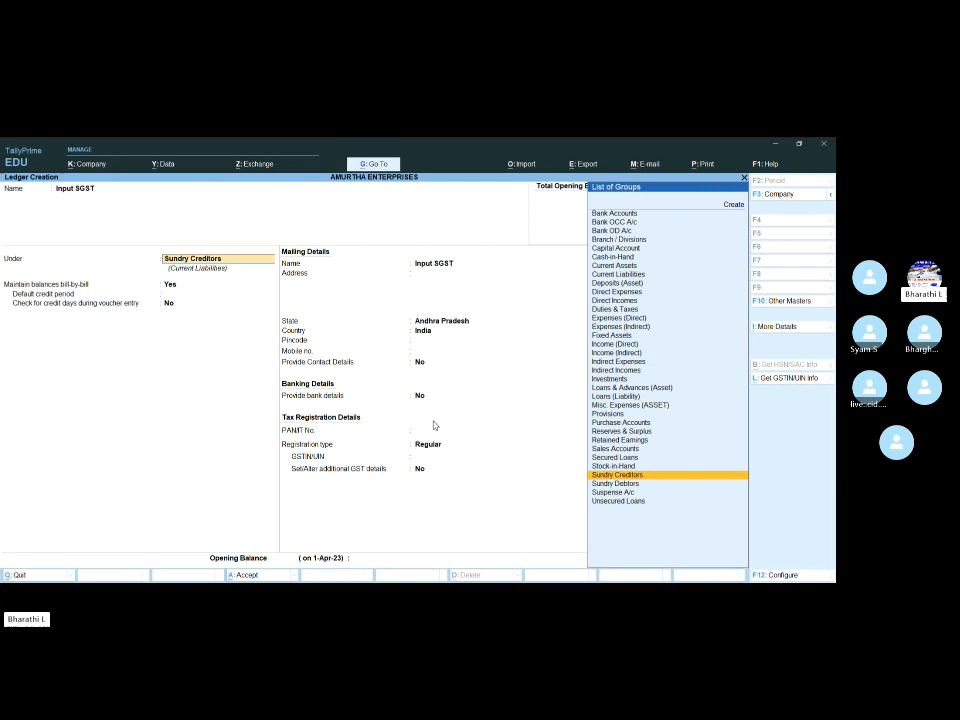 TallyPrime
EDU
MANAGE
K: Company
Y: Data
Z: Exchange
G: Go To
O: Import
E: Export
M: E-mail
P: Print
F1: Help
Ledger Creation
AMURTHA ENTERPRISES
Name : Input SGST
Total Opening B
Under : Sundry Creditors
(Current Liabilities)
Maintain balances bill-by-bill : Yes
Default credit period :
Check for credit days during voucher entry : No
Mailing Details
Name : Input SGST
Address :
State : Andhra Pradesh
Country : India
Pincode :
Mobile no. :
Provide Contact Details : No
Banking Details
Provide bank details : No
Tax Registration Details
PAN/IT No. :
Registration type : Regular
GSTIN/UIN :
Set/Alter additional GST details : No
Opening Balance ( on 1-Apr-23) :
List of Groups
Create
Bank Accounts
Bank OCC A/c
Bank OD A/c
Branch / Divisions
Capital Account
Cash-in-Hand
Current Assets
Current Liabilities
Deposits (Asset)
Direct Expenses
Direct Incomes
Duties & Taxes
Expenses (Direct)
Expenses (Indirect)
Fixed Assets
Income (Direct)
Income (Indirect)
Indirect Expenses
Indirect Incomes
Investments
Loans & Advances (Asset)
Loans (Liability)
Misc. Expenses (ASSET)
Provisions
Purchase Accounts
Reserves & Surplus
Retained Earnings
Sales Accounts
Secured Loans
Stock-in-Hand
Sundry Creditors
Sundry Debtors
Suspense A/c
Unsecured Loans
F2: Period
F3: Company
F4
F5
F6
F7
F8
F9
F10: Other Masters
I: More Details
B: Get HSN/SAC Info
L: Get GSTIN/UIN Info
Q: Quit
A: Accept
D: Delete
F12: Configure
Bharathi L
Syam S
Bhargh...
live:.cid....
Bharathi L